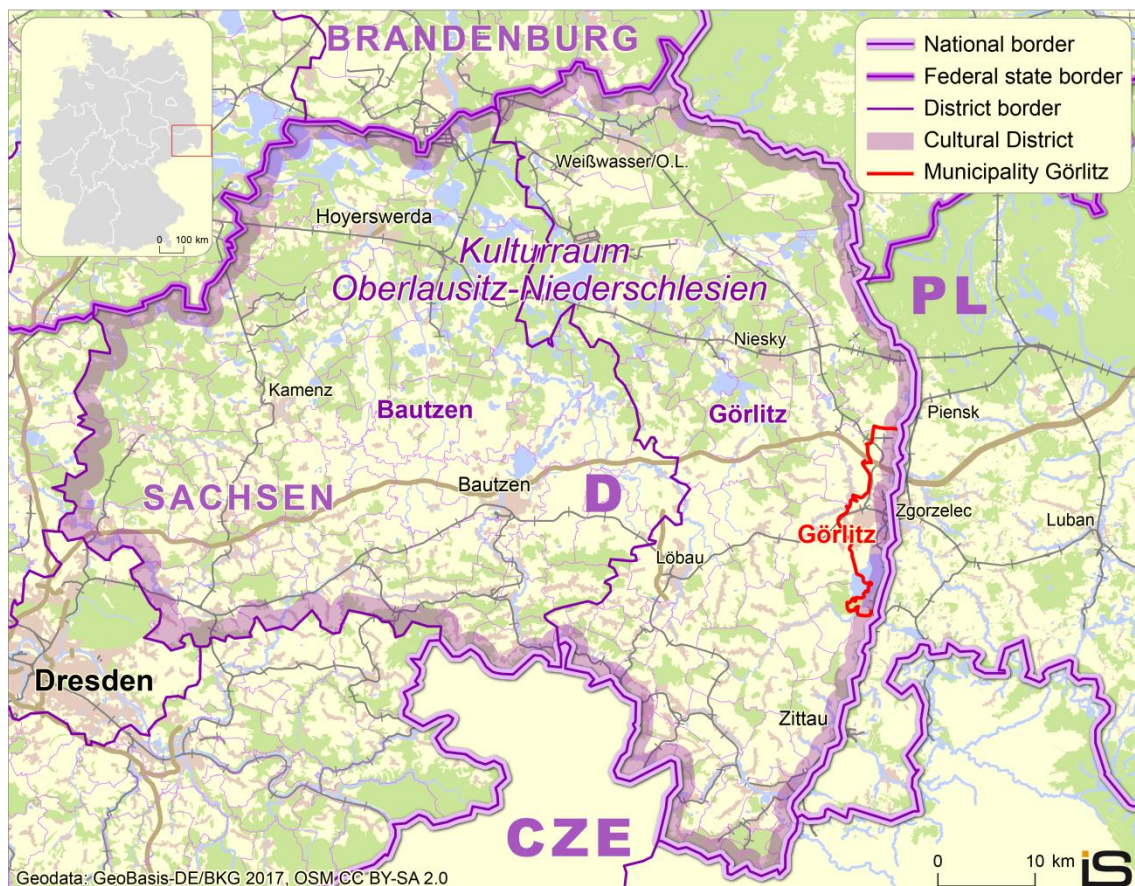 BRANDENBURG
National border
Federal state border
District border
Cultural District
Municipality Görlitz
0 100 km
Weißwasser/O.L.
Hoyerswerda
Kulturraum
Oberlausitz-Niederschlesien
PL
Niesky
Kamenz
Bautzen
Görlitz
Piensk
SACHSEN
Bautzen
D
Zgorzelec
Luban
Görlitz
Löbau
Dresden
Zittau
CZE
0 10 km
iS
Geodata: GeoBasis-DE/BKG 2017, OSM CC BY-SA 2.0